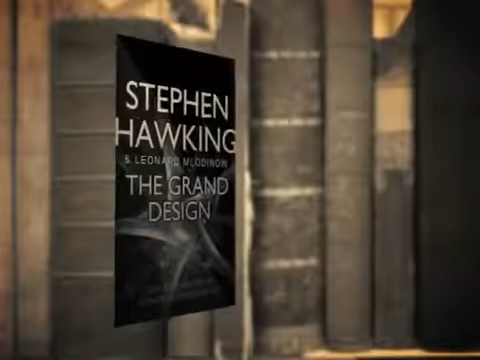 STEPHEN
HAWKING
& LEONARD MLODINOW
THE GRAND
DESIGN